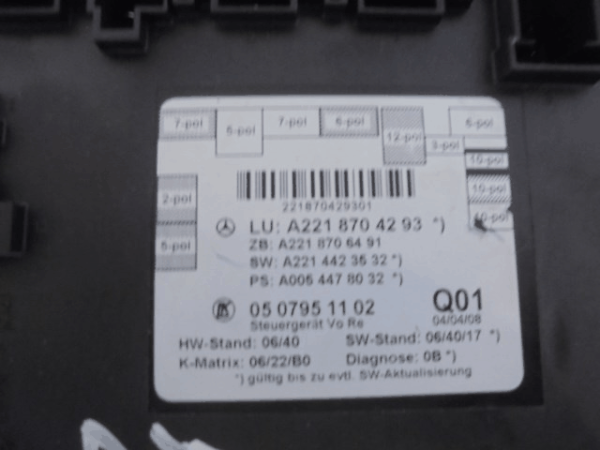 7-pol 5-pol 7-pol 6-pol 12-pol 6-pol
3-pol
10-pol
2-pol 10-pol
10-pol
5-pol
221870429301
LU: A221 870 42 93 *)
ZB: A221 870 64 91
SW: A221 442 35 32 *)
PS: A005 447 80 32 *)
05 0795 11 02 Q01
Steuergerät Vo Re 04/04/08
HW-Stand: 06/40 SW-Stand: 06/40/17 *)
K-Matrix: 06/22/B0 Diagnose: 0B *)
*) gültig bis zu evtl. SW-Aktualisierung